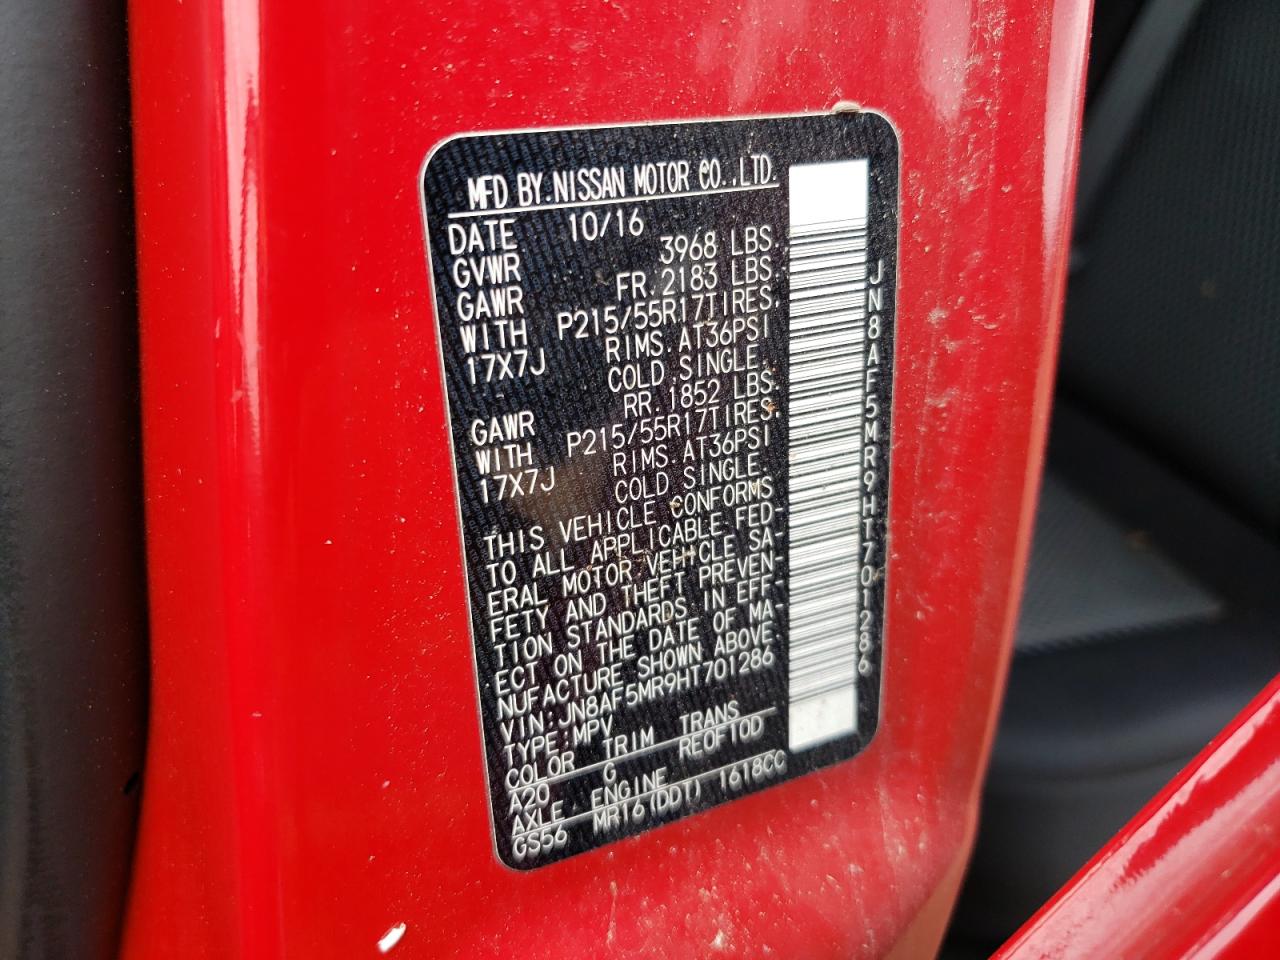 MFD BY.NISSAN MOTOR CO.,LTD.
DATE 10/16
GVWR 3968 LBS.
GAWR FR.2183 LBS.
WITH P215/55R17TIRES.
17X7J RIMS.AT36PSI
COLD SINGLE.
GAWR RR.1852 LBS.
WITH P215/55R17TIRES.
17X7J RIMS.AT36PSI
COLD SINGLE.
THIS VEHICLE CONFORMS
TO ALL APPLICABLE FED-
ERAL MOTOR VEHICLE SA-
FETY AND THEFT PREVEN-
TION STANDARDS IN EFF-
ECT ON THE DATE OF MA-
NUFACTURE SHOWN ABOVE.
VIN:JN8AF5MR9HT701286
TYPE:MPV
COLOR TRIM TRANS
A20 G RE0F10D
AXLE ENGINE
GS56 MR16(DDT) 1618CC
JN8AF5MR9HT701286